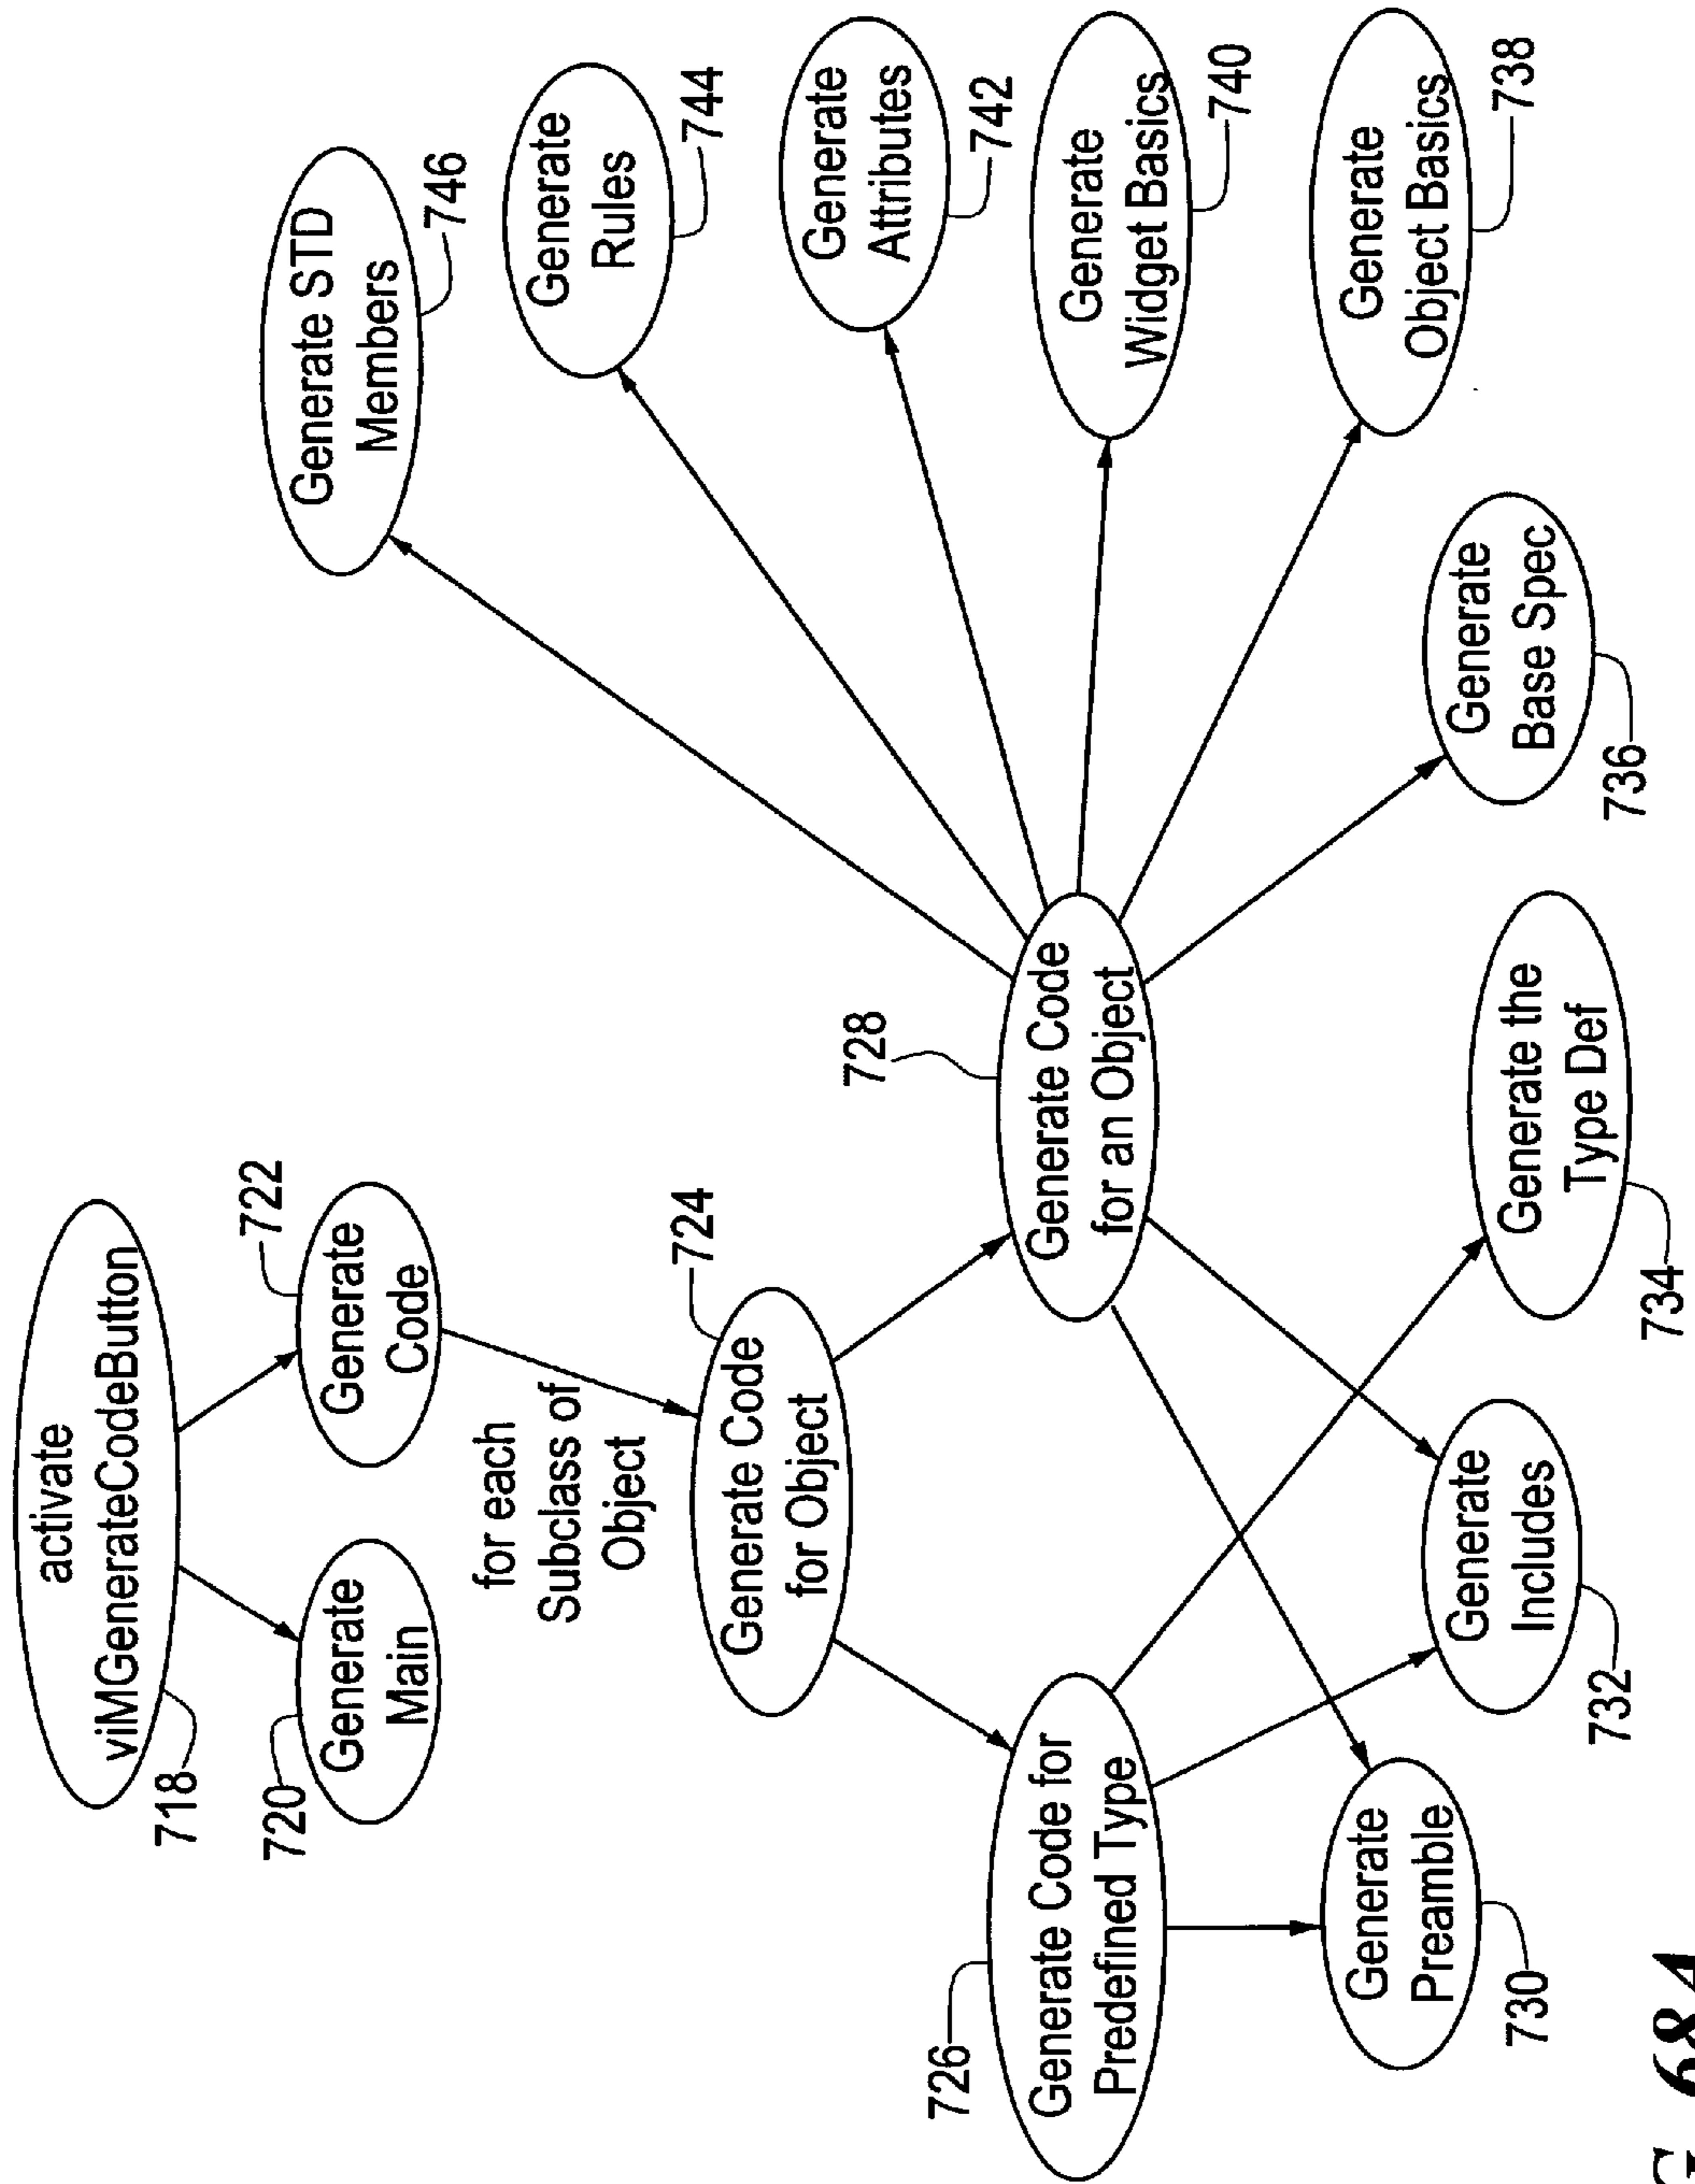 activate
viMGenerateCodeButton
718
720
Generate
Main
722
Generate
Code
for each
Subclass of
Object
724
Generate Code
for Object
726
Generate Code for
Predefined Type
728
Generate Code
for an Object
730
Generate
Preamble
732
Generate
Includes
734
Generate the
Type Def
736
Generate
Base Spec
738
Generate
Object Basics
740
Generate
Widget Basics
742
Generate
Attributes
744
Generate
Rules
746
Generate STD
Members
G. 68A